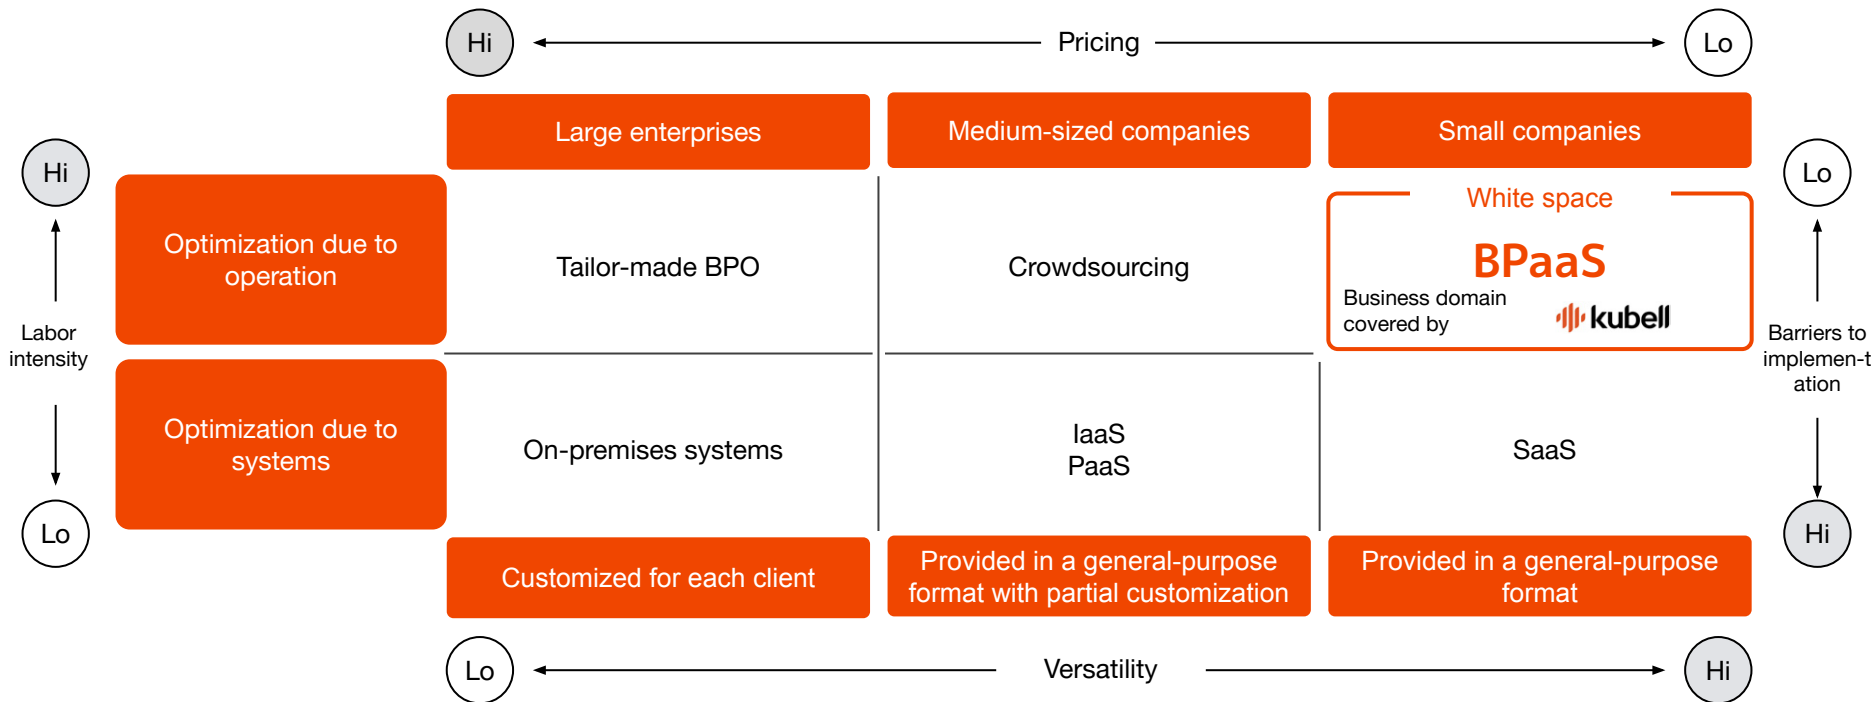 Hi
Pricing
Lo
Large enterprises
Medium-sized companies
Small companies
Hi
Lo
Optimization due to
operation
Tailor-made BPO
Crowdsourcing
White space
BPaaS
Business domain
covered by
kubell
Labor
intensity
Barriers to
implemen-t
ation
Optimization due to
systems
On-premises systems
IaaS
PaaS
SaaS
Lo
Hi
Customized for each client
Provided in a general-purpose
format with partial customization
Provided in a general-purpose
format
Lo
Versatility
Hi